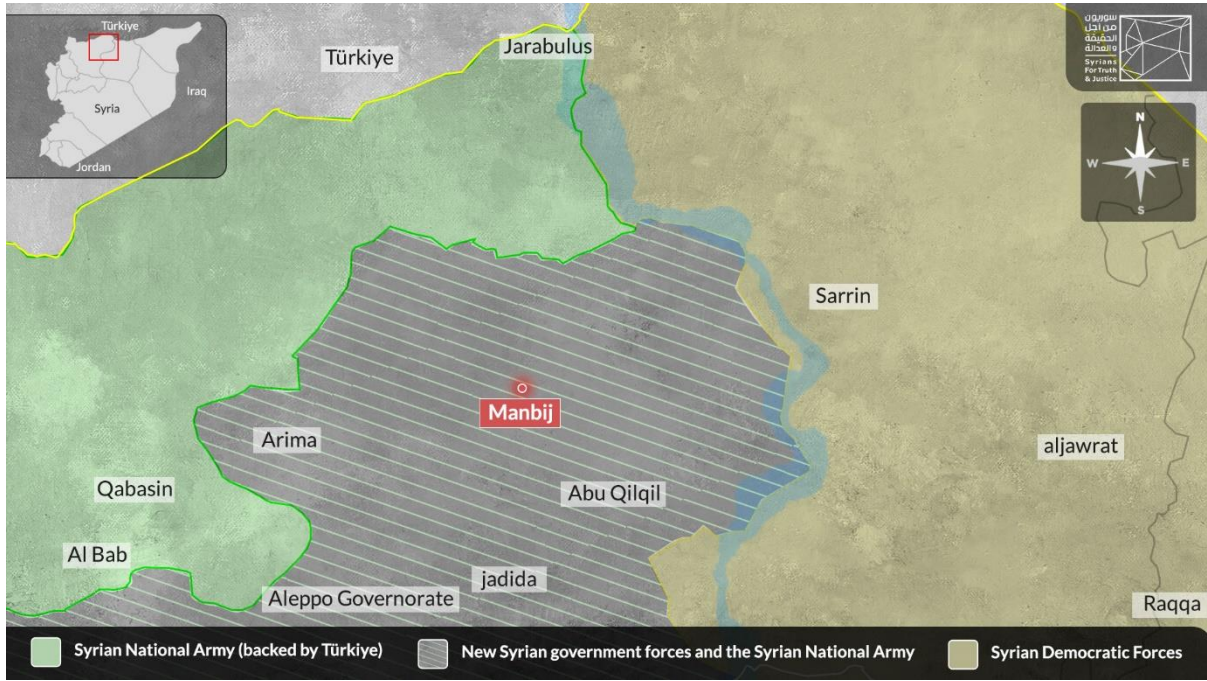 Türkiye
Iraq
Syria
Jordan
Türkiye
Jarabulus
سوريون
من أجل
الحقيقة
والعدالة
Syrians
For Truth
& Justice
N
W
E
S
Sarrin
Manbij
Arima
aljawrat
Qabasin
Abu Qilqil
Al Bab
jadida
Aleppo Governorate
Raqqa
Syrian National Army (backed by Türkiye)
New Syrian government forces and the Syrian National Army
Syrian Democratic Forces